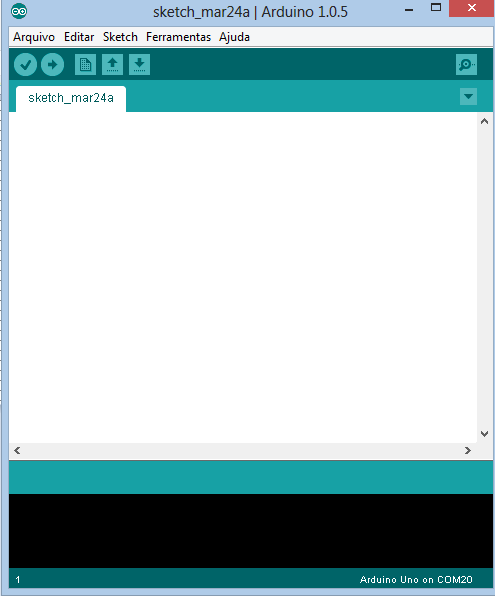 sketch_mar24a | Arduino 1.0.5
Arquivo Editar Sketch Ferramentas Ajuda
sketch_mar24a
1 Arduino Uno on COM20